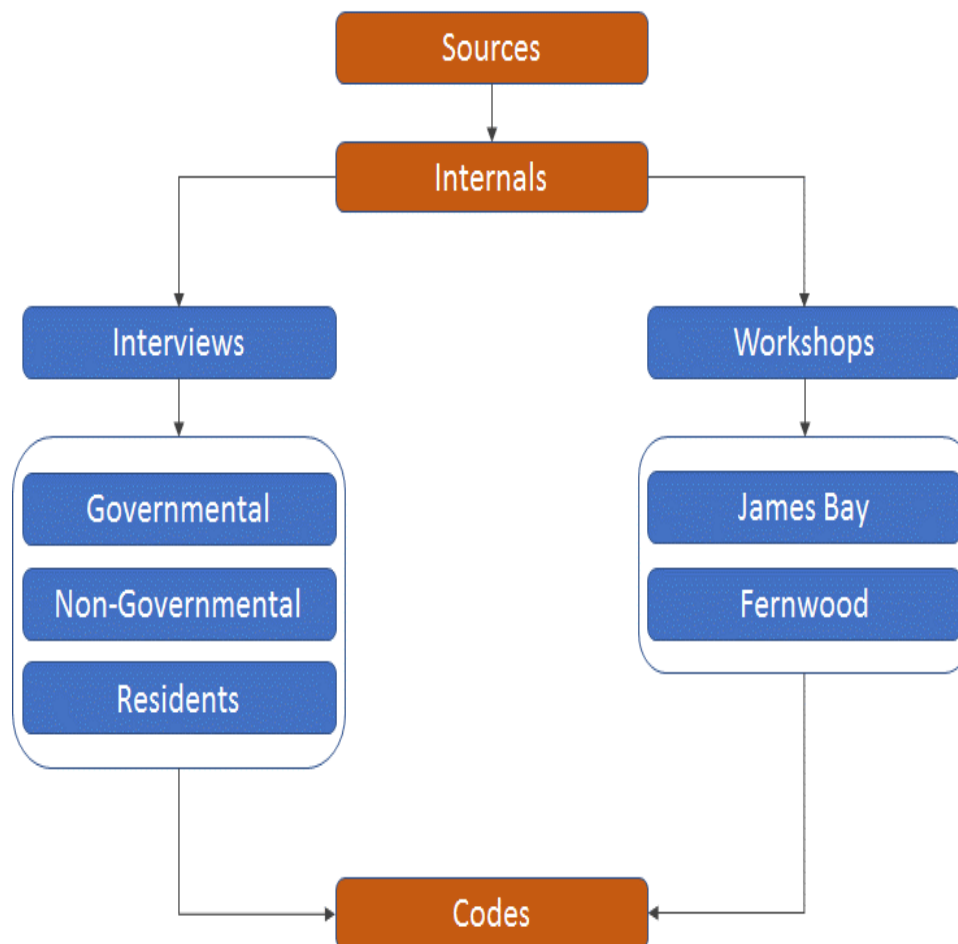 Sources
Internals
Interviews
Workshops
Governmental
Non-Governmental
Residents
James Bay
Fernwood
Codes